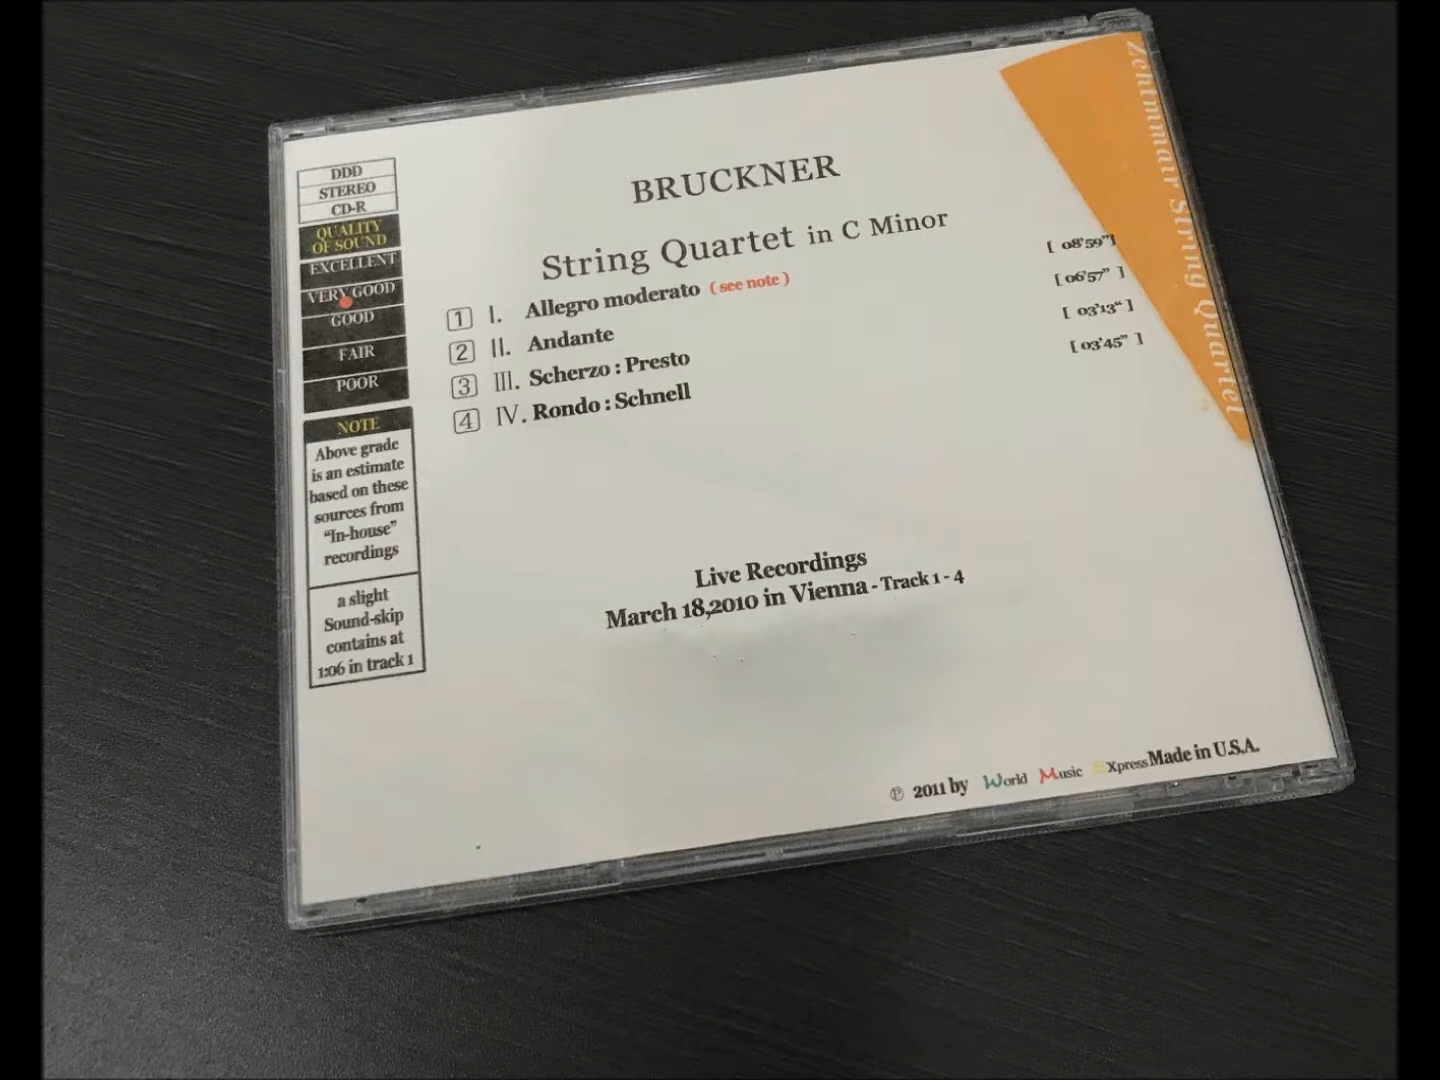 DDD
STEREO
CD-R
QUALITY
OF SOUND
EXCELLENT
VERY GOOD
GOOD
FAIR
POOR
NOTE
Above grade
is an estimate
based on these
sources from
“In-house”
recordings
a slight
Sound-skip
contains at
1:06 in track 1
BRUCKNER
String Quartet in C Minor
1 I. Allegro moderato ( see note ) [ 08’59” ]
2 II. Andante [ 06’57” ]
3 III. Scherzo : Presto [ 03’13“ ]
4 IV. Rondo : Schnell [ 03’45” ]
Live Recordings
March 18,2010 in Vienna - Track 1 - 4
℗ 2011 by World Music Express Made in U.S.A.
String Quartet